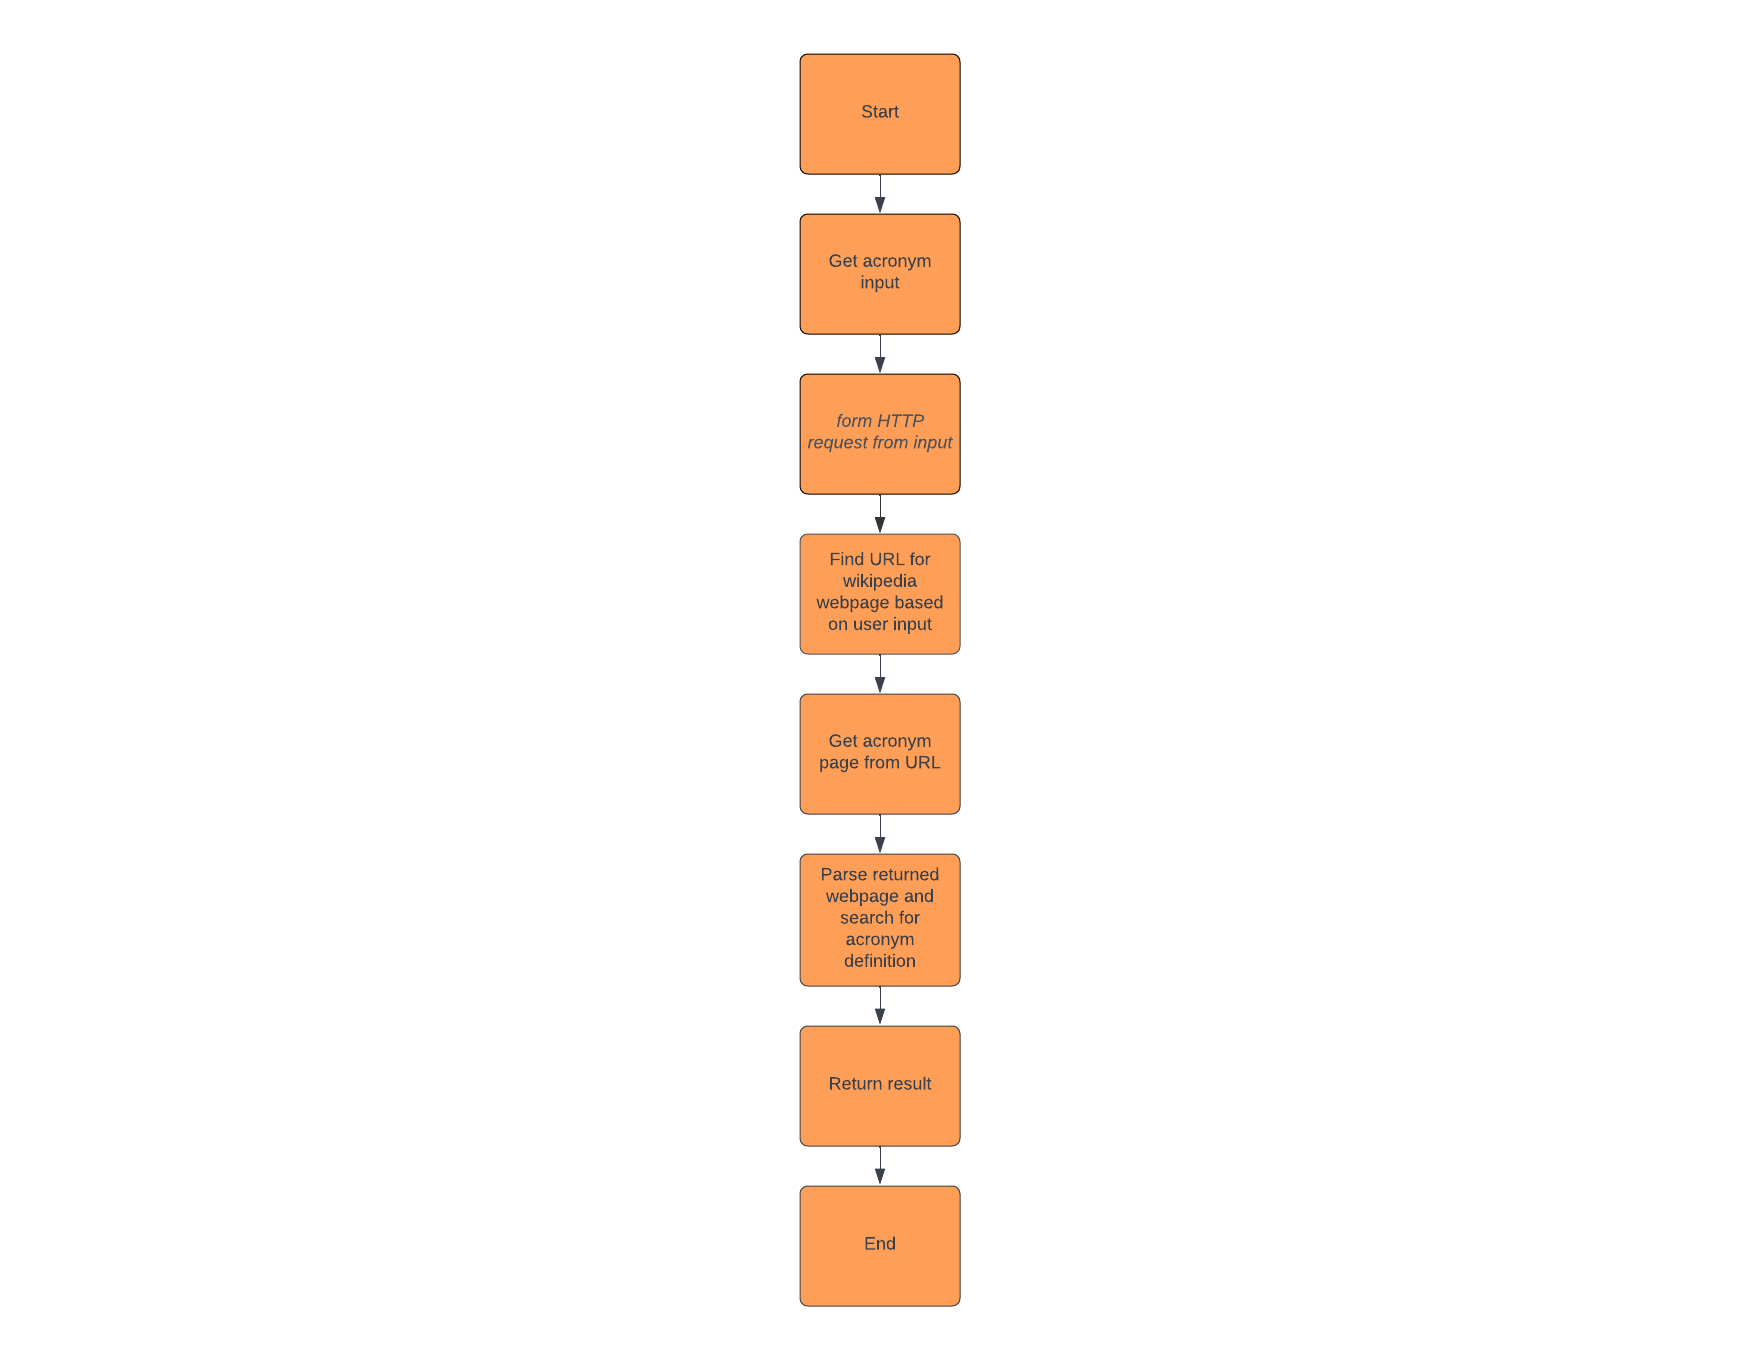 Start
Get acronym
input
form HTTP
request from input
Find URL for
wikipedia
webpage based
on user input
Get acronym
page from URL
Parse returned
webpage and
search for
acronym
definition
Return result
End